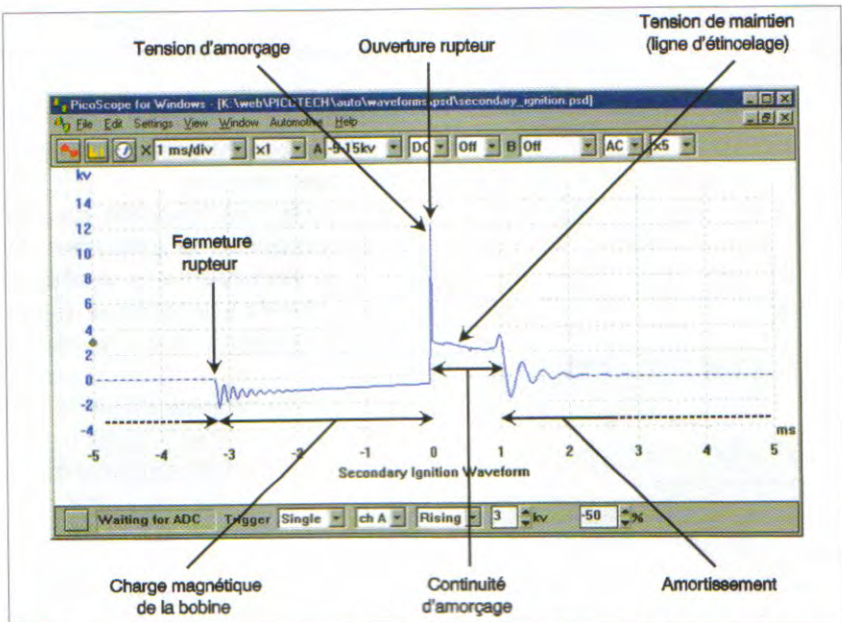 Tension d'amorçage
Ouverture rupteur
Tension de maintien
(ligne d'étincelage)
PicoScope for Windows - [K:\web\PICOTECH\auto\waveforms\psd\secondary_ignition.psd]
File Edit Settings View Window Automotive Help
X 1 ms/div x1 A -5-15kv DC Off B Off AC x5
kv
14
12
10
8
6
4
2
0
-2
-4
Fermeture
rupteur
ms
-5 -4 -3 -2 -1 0 1 2 3 4 5
Secondary Ignition Waveform
Waiting for ADC Trigger Single ch A Rising 3 kv -50 %
Charge magnétique
de la bobine
Continuité
d'amorçage
Amortissement